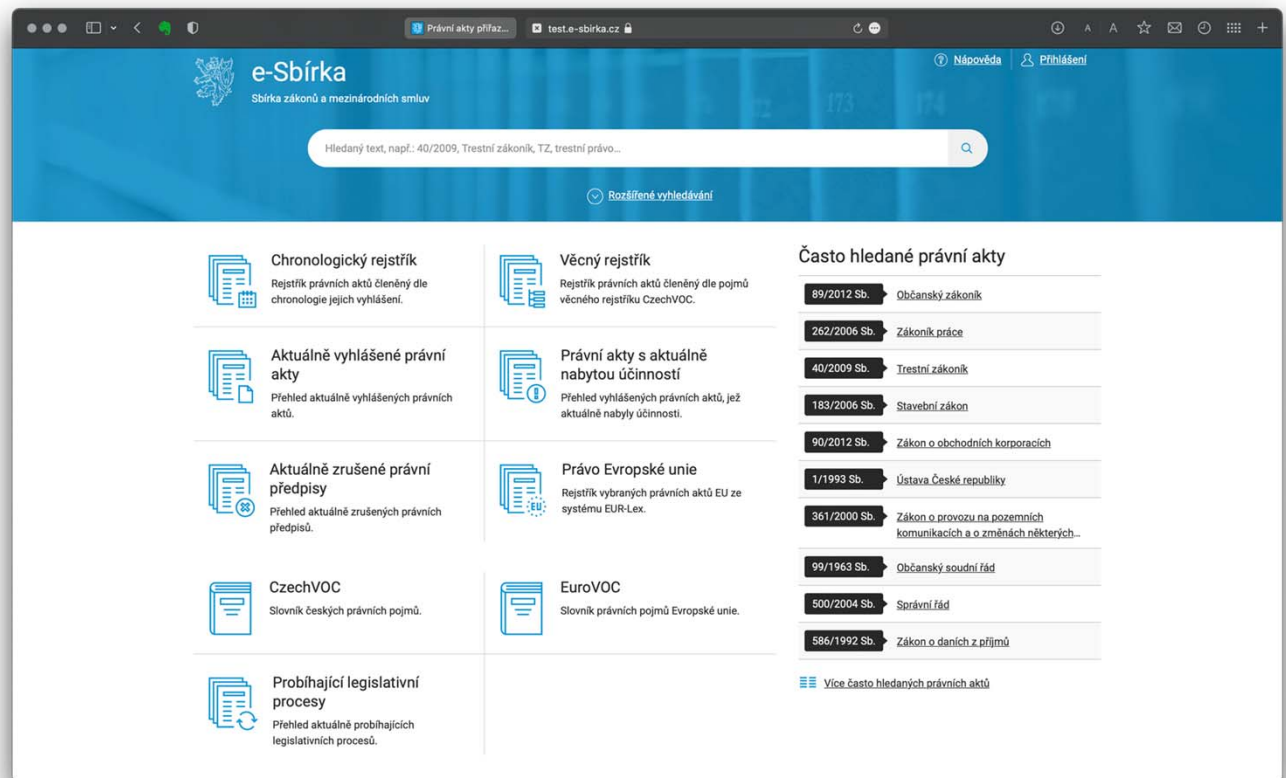 Právní akty přiřaz...
test.e-sbirka.cz
A A
e-Sbírka
Sbírka zákonů a mezinárodních smluv
Nápověda
Přihlášení
172 173 174
Hledaný text, např.: 40/2009, Trestní zákoník, TZ, trestní právo...
Rozšířené vyhledávání
Chronologický rejstřík
Rejstřík právních aktů členěný dle
chronologie jejich vyhlášení.
Věcný rejstřík
Rejstřík právních aktů členěný dle pojmů
věcného rejstříku CzechVOC.
Aktuálně vyhlášené právní
akty
Přehled aktuálně vyhlášených právních
aktů.
Právní akty s aktuálně
nabytou účinností
Přehled vyhlášených právních aktů, jež
aktuálně nabyly účinnosti.
Aktuálně zrušené právní
předpisy
Přehled aktuálně zrušených právních
předpisů.
Právo Evropské unie
Rejstřík vybraných právních aktů EU ze
systému EUR-Lex.
EU
CzechVOC
Slovník českých právních pojmů.
EuroVOC
Slovník právních pojmů Evropské unie.
Probíhající legislativní
procesy
Přehled aktuálně probíhajících
legislativních procesů.
Často hledané právní akty
89/2012 Sb. Občanský zákoník
262/2006 Sb. Zákoník práce
40/2009 Sb. Trestní zákoník
183/2006 Sb. Stavební zákon
90/2012 Sb. Zákon o obchodních korporacích
1/1993 Sb. Ústava České republiky
361/2000 Sb. Zákon o provozu na pozemních
komunikacích a o změnách některých...
99/1963 Sb. Občanský soudní řád
500/2004 Sb. Správní řád
586/1992 Sb. Zákon o daních z příjmů
Více často hledaných právních aktů